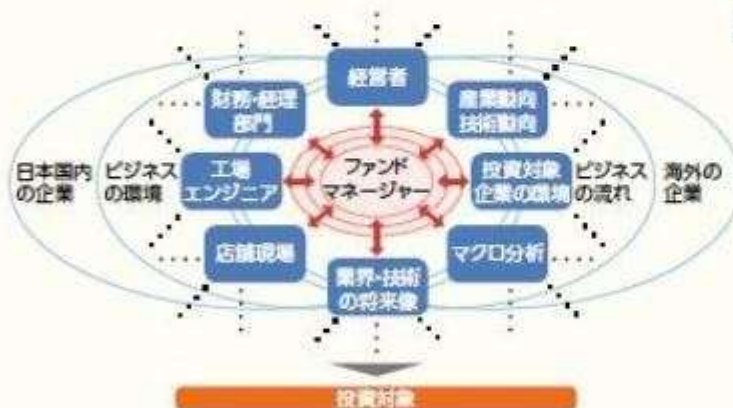 経営者
財務・経理
部門
産業動向
技術動向
日本国内
の企業
ビジネス
の環境
工場
エンジニア
ファンド
マネージャー
投資対象
企業の環境
ビジネス
の流れ
海外の
企業
店舗現場
マクロ分析
業界・技術
の将来像
投資対象